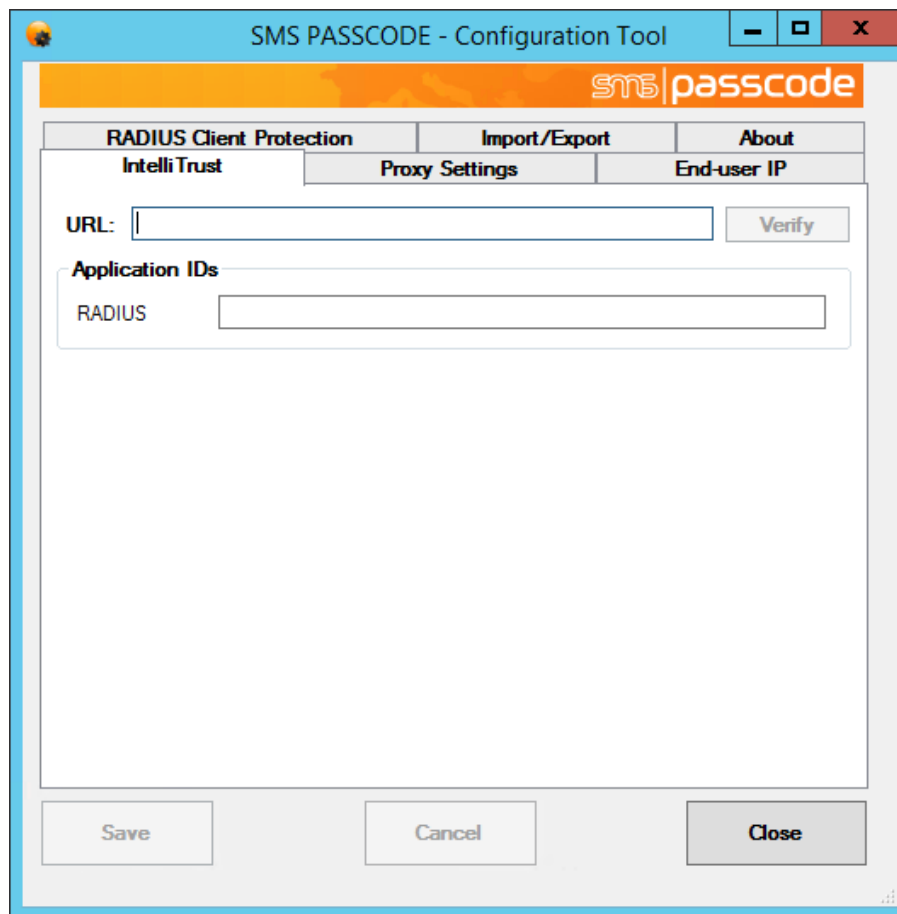 SMS PASSCODE - Configuration Tool
sms|passcode
RADIUS Client Protection Import/Export About
IntelliTrust Proxy Settings End-user IP
URL: Verify
Application IDs
RADIUS
Save Cancel Close